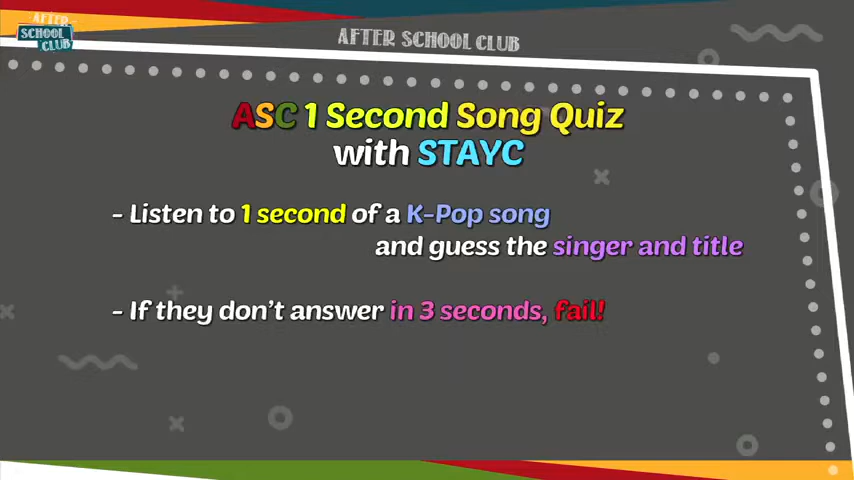 AFTER
SCHOOL
CLUB
AFTER SCHOOL CLUB
ASC 1 Second Song Quiz
with STAYC
- Listen to 1 second of a K-Pop song
and guess the singer and title
- If they don't answer in 3 seconds, fail!